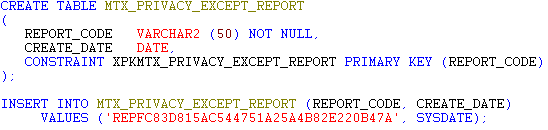 CREATE TABLE MTX_PRIVACY_EXCEPT_REPORT
(
REPORT_CODE VARCHAR2 (50) NOT NULL,
CREATE_DATE DATE,
CONSTRAINT XPKMTX_PRIVACY_EXCEPT_REPORT PRIMARY KEY (REPORT_CODE)
);
INSERT INTO MTX_PRIVACY_EXCEPT_REPORT (REPORT_CODE, CREATE_DATE)
VALUES ('REPFC83D815AC544751A25A4B82E220B47A', SYSDATE);